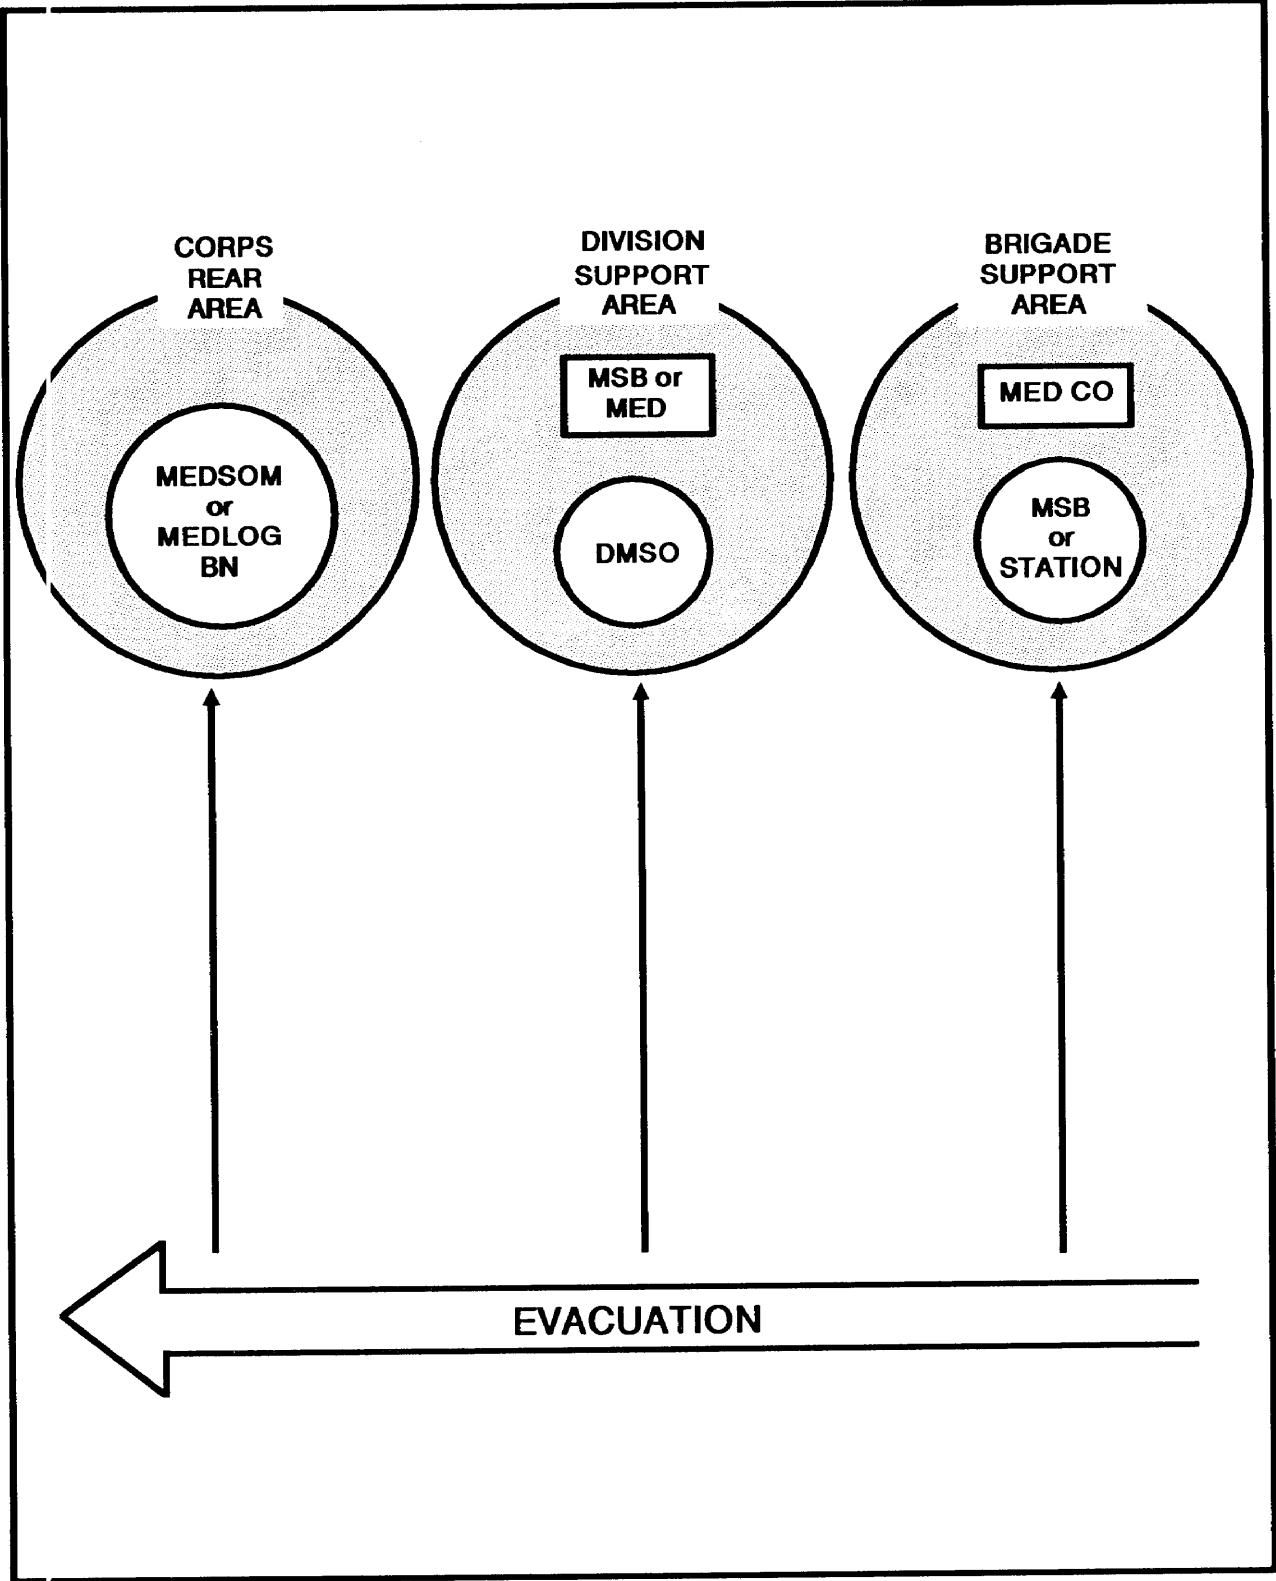 CORPS
REAR
AREA
DIVISION
SUPPORT
AREA
BRIGADE
SUPPORT
AREA
MEDSOM
or
MEDLOG
BN
MSB or
MED
DMSO
MED CO
MSB
or
STATION
EVACUATION